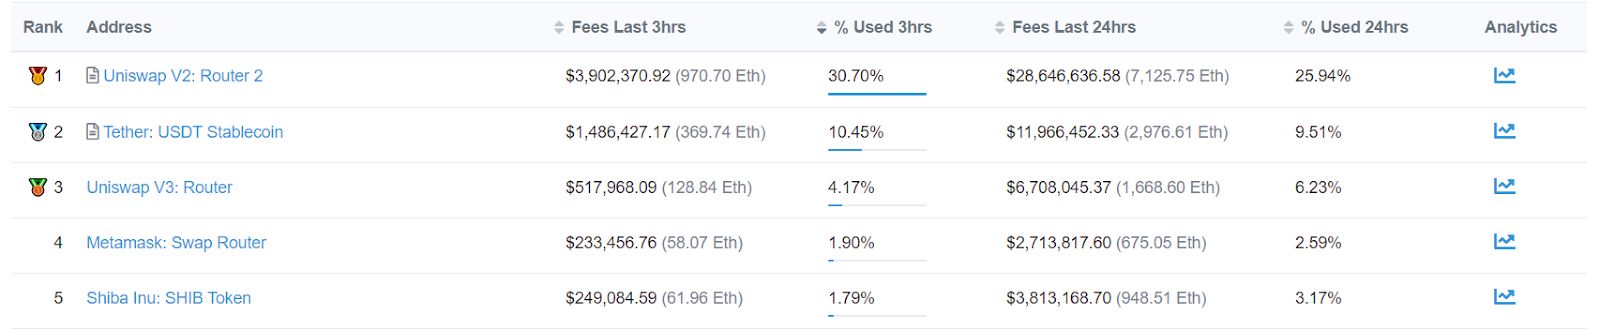 Rank Address Fees Last 3hrs % Used 3hrs Fees Last 24hrs % Used 24hrs Analytics
1 Uniswap V2: Router 2 $3,902,370.92 (970.70 Eth) 30.70% $28,646,636.58 (7,125.75 Eth) 25.94%
2 Tether: USDT Stablecoin $1,486,427.17 (369.74 Eth) 10.45% $11,966,452.33 (2,976.61 Eth) 9.51%
3 Uniswap V3: Router $517,968.09 (128.84 Eth) 4.17% $6,708,045.37 (1,668.60 Eth) 6.23%
4 Metamask: Swap Router $233,456.76 (58.07 Eth) 1.90% $2,713,817.60 (675.05 Eth) 2.59%
5 Shiba Inu: SHIB Token $249,084.59 (61.96 Eth) 1.79% $3,813,168.70 (948.51 Eth) 3.17%